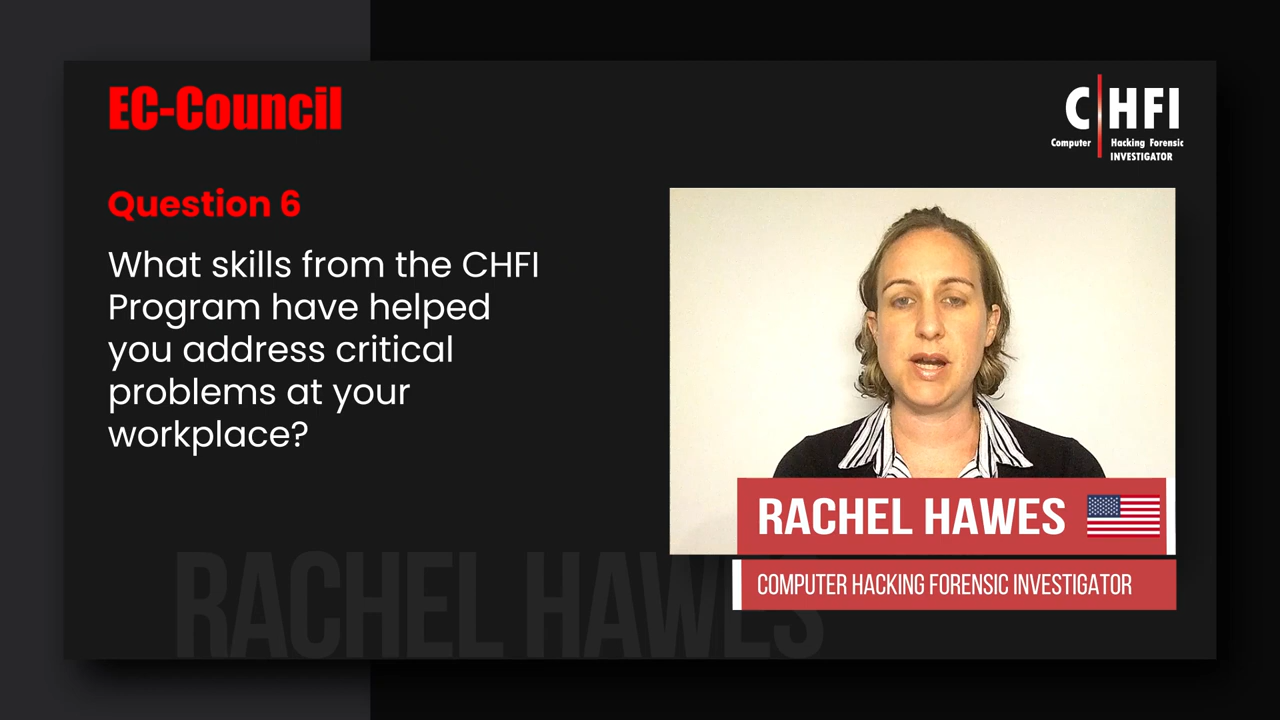 EC-Council
C HFI
Computer Hacking Forensic
INVESTIGATOR
Question 6
What skills from the CHFI
Program have helped
you address critical
problems at your
workplace?
RACHEL HAWES
COMPUTER HACKING FORENSIC INVESTIGATOR
RACHEL HAWES